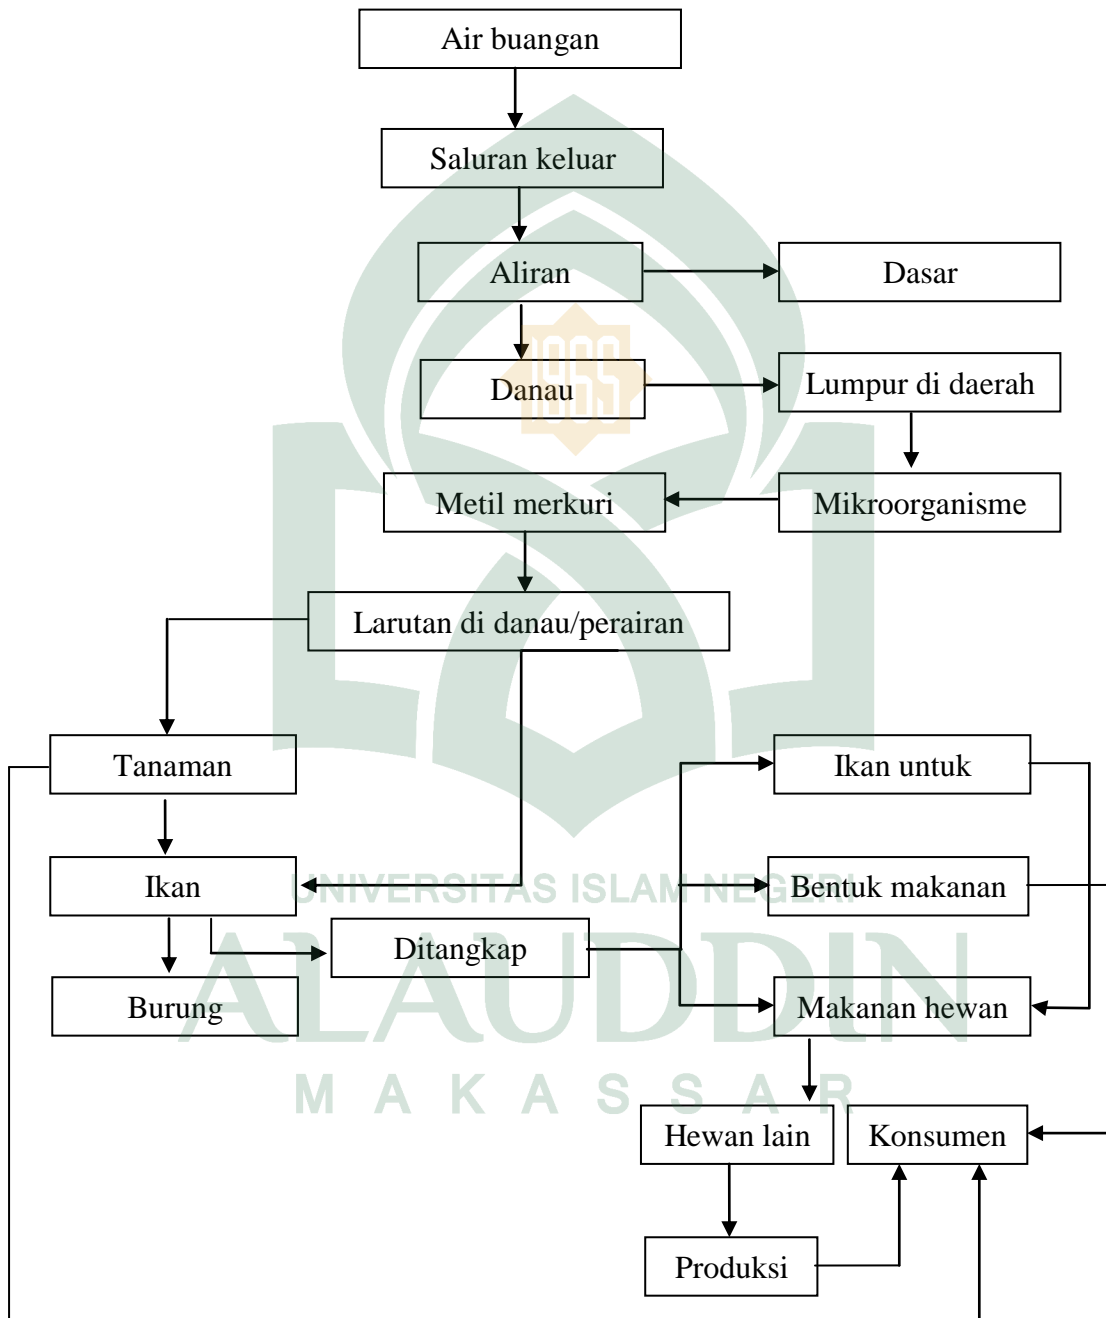 Air buangan
Saluran keluar
Aliran
Dasar
Danau
Lumpur di daerah
Metil merkuri
Mikroorganisme
Larutan di danau/perairan
Tanaman
Ikan untuk
Ikan
Bentuk makanan
Ditangkap
Burung
Makanan hewan
Hewan lain
Konsumen
Produksi
1965
UNIVERSITAS ISLAM NEGERI
ALAUDDIN
MAKASSAR